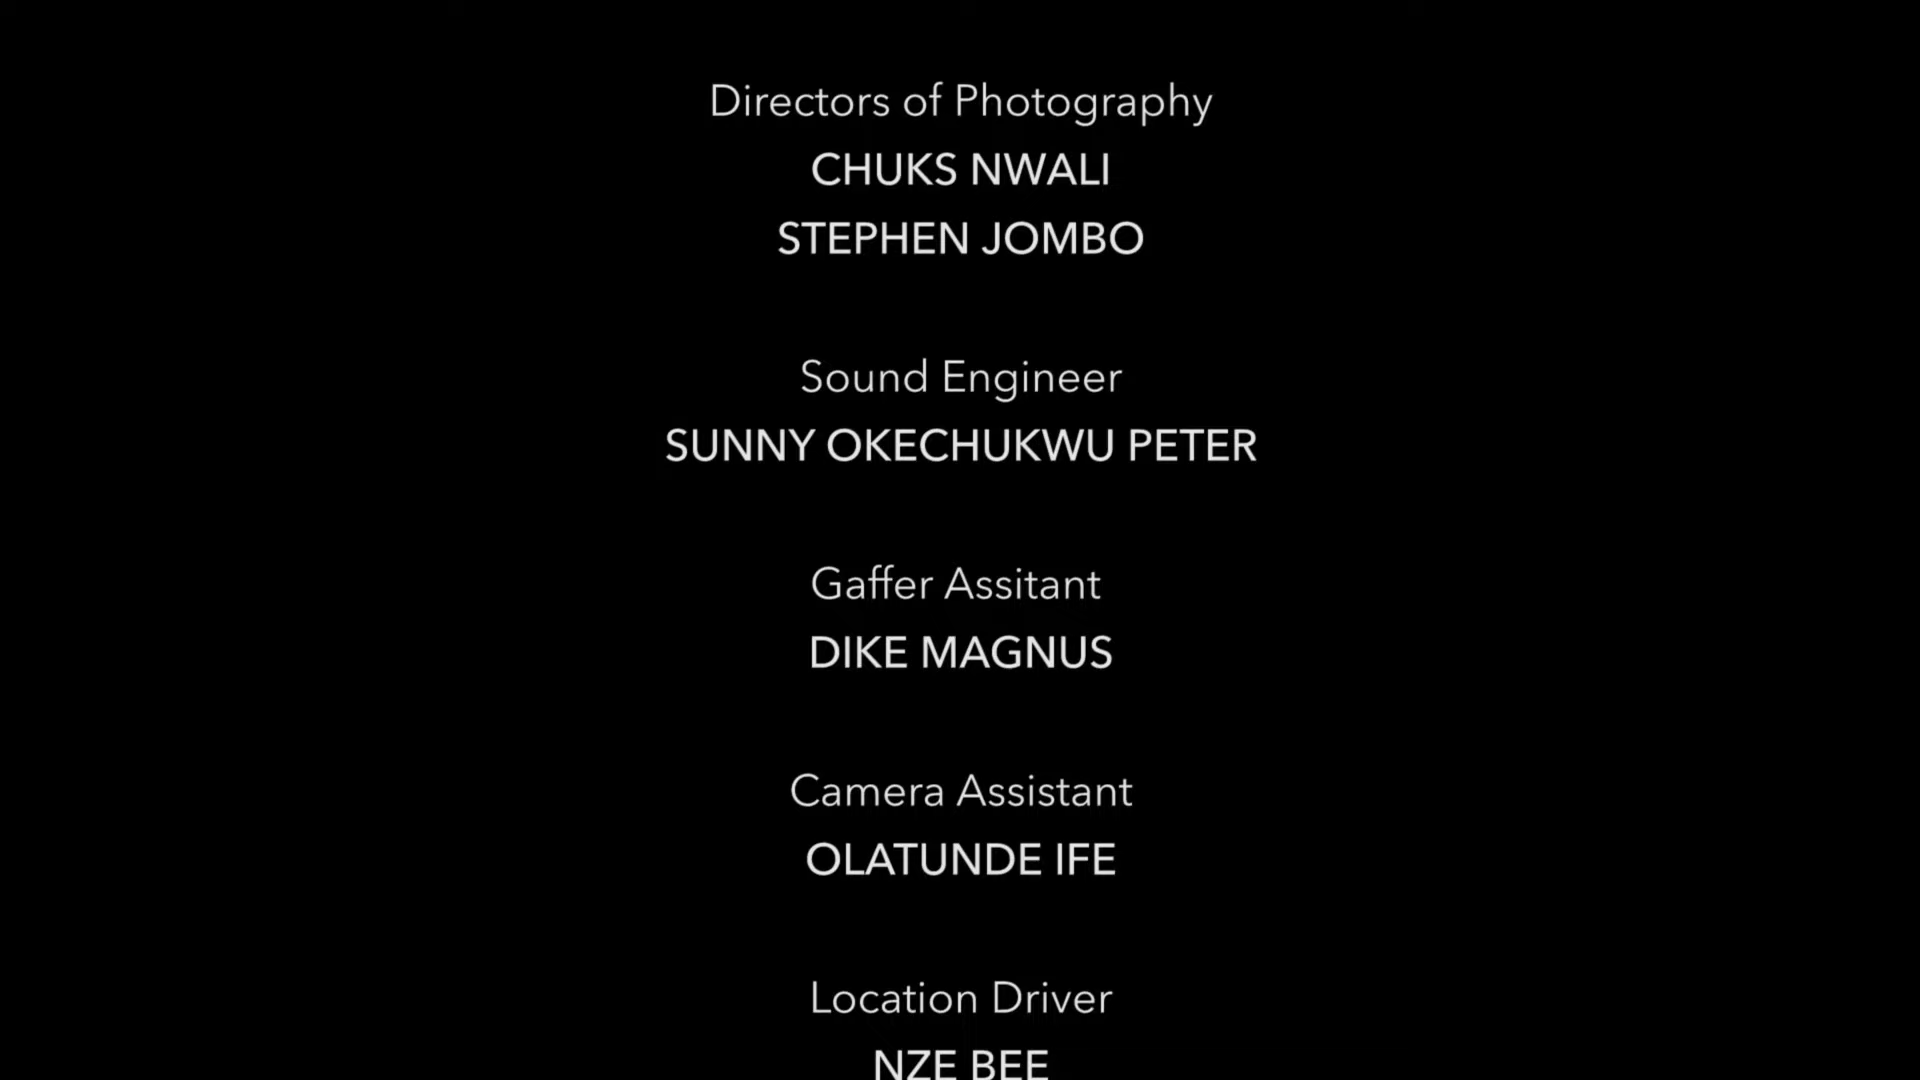 Directors of Photography
CHUKS NWALI
STEPHEN JOMBO
Sound Engineer
SUNNY OKECHUKWU PETER
Gaffer Assitant
DIKE MAGNUS
Camera Assistant
OLATUNDE IFE
Location Driver
NZE BEE